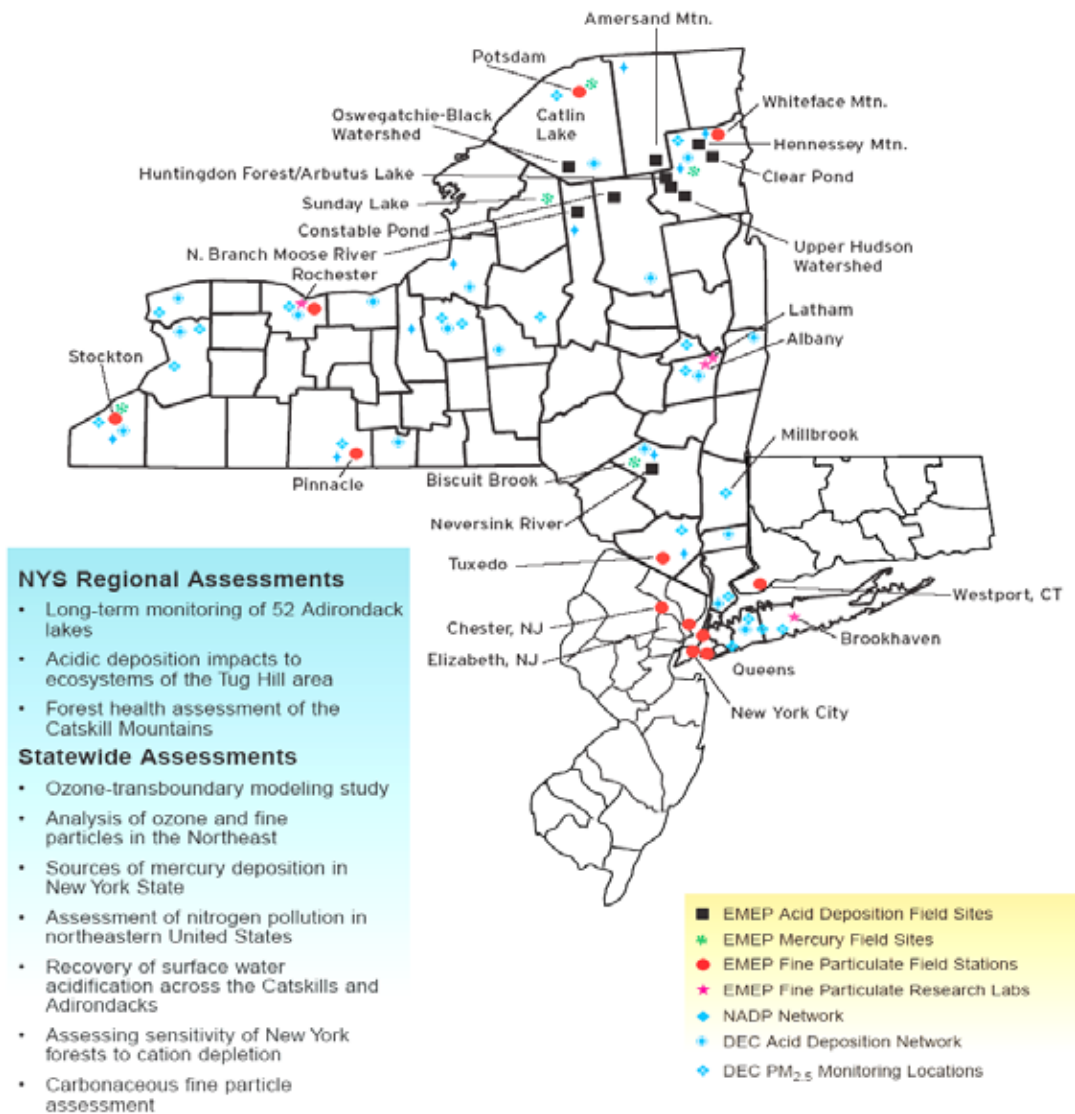 Amersand Mtn.
Potsdam
Whiteface Mtn.
Oswegatchie-Black
Watershed
Catlin
Lake
Hennessey Mtn.
Huntingdon Forest/Arbutus Lake
Clear Pond
Sunday Lake
Constable Pond
N. Branch Moose River
Upper Hudson
Watershed
Rochester
Latham
Albany
Stockton
Millbrook
Pinnacle
Biscuit Brook
Neversink River
Tuxedo
Westport, CT
Chester, NJ
Brookhaven
Elizabeth, NJ
Queens
New York City
NYS Regional Assessments
• Long-term monitoring of 52 Adirondack
lakes
• Acidic deposition impacts to
ecosystems of the Tug Hill area
• Forest health assessment of the
Catskill Mountains
Statewide Assessments
• Ozone-transboundary modeling study
• Analysis of ozone and fine
particles in the Northeast
• Sources of mercury deposition in
New York State
• Assessment of nitrogen pollution in
northeastern United States
• Recovery of surface water
acidification across the Catskills and
Adirondacks
• Assessing sensitivity of New York
forests to cation depletion
• Carbonaceous fine particle
assessment
EMEP Acid Deposition Field Sites
EMEP Mercury Field Sites
EMEP Fine Particulate Field Stations
EMEP Fine Particulate Research Labs
NADP Network
DEC Acid Deposition Network
DEC PM2.5 Monitoring Locations